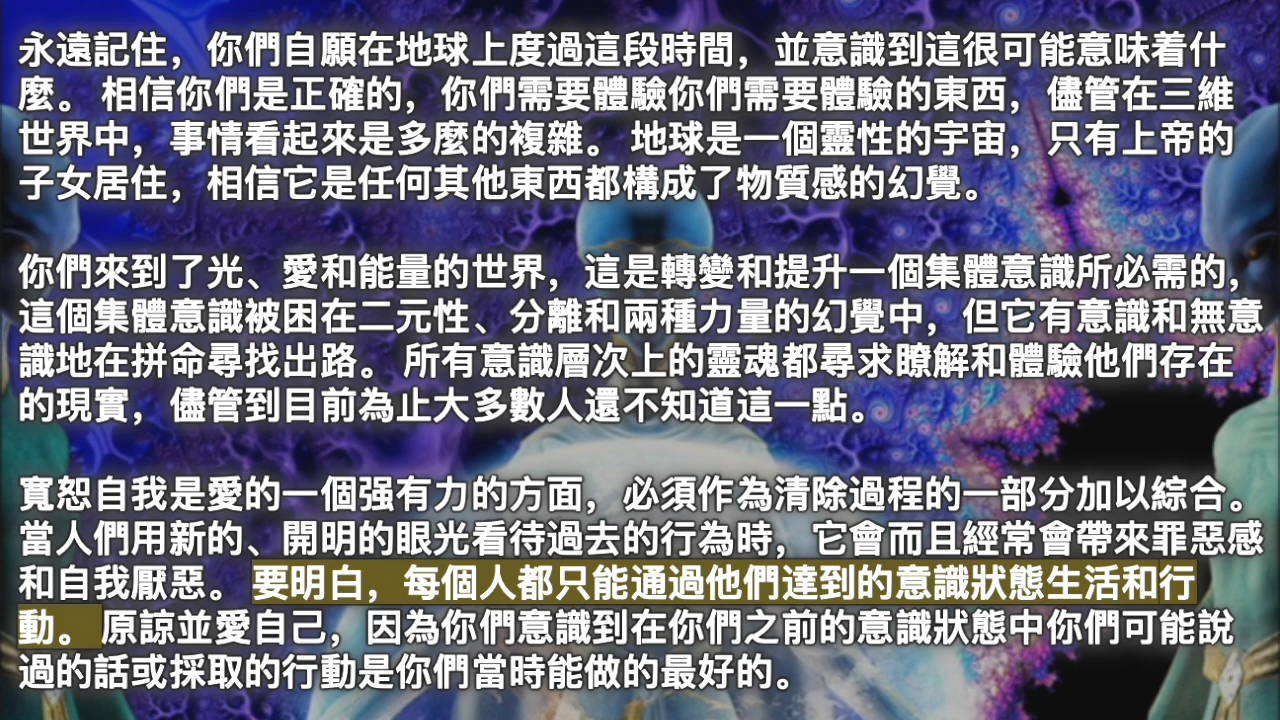 永遠記住，你們自願在地球上度過這段時間，並意識到這很可能意味着什
麼。 相信你們是正確的，你們需要體驗你們需要體驗的東西，儘管在三維
世界中，事情看起來是多麼的複雜。 地球是一個靈性的宇宙，只有上帝的
子女居住，相信它是任何其他東西都構成了物質感的幻覺。
你們來到了光、愛和能量的世界，這是轉變和提升一個集體意識所必需的，
這個集體意識被困在二元性、分離和兩種力量的幻覺中，但它有意識和無意
識地在拼命尋找出路。 所有意識層次上的靈魂都尋求瞭解和體驗他們存在
的現實，儘管到目前為止大多數人還不知道這一點。
寬恕自我是愛的一個强有力的方面，必須作為清除過程的一部分加以綜合。
當人們用新的、開明的眼光看待過去的行為時，它會而且經常會帶來罪惡感
和自我厭惡。 要明白，每個人都只能通過他們達到的意識狀態生活和行
動。 原諒並愛自己，因為你們意識到在你們之前的意識狀態中你們可能說
過的話或採取的行動是你們當時能做的最好的。